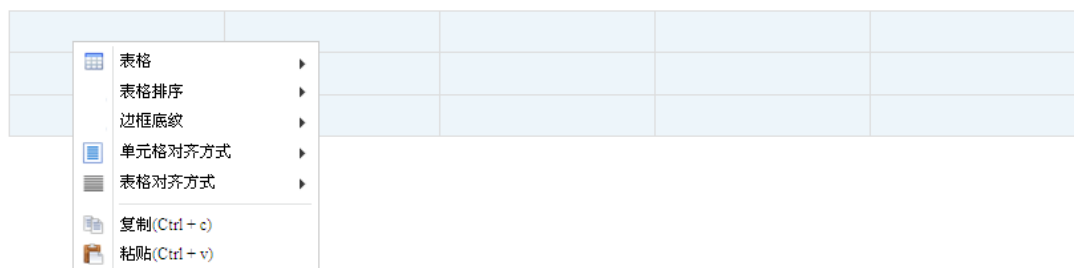 表格
表格排序
边框底纹
单元格对齐方式
表格对齐方式
复制(Ctrl + c)
粘贴(Ctrl + v)